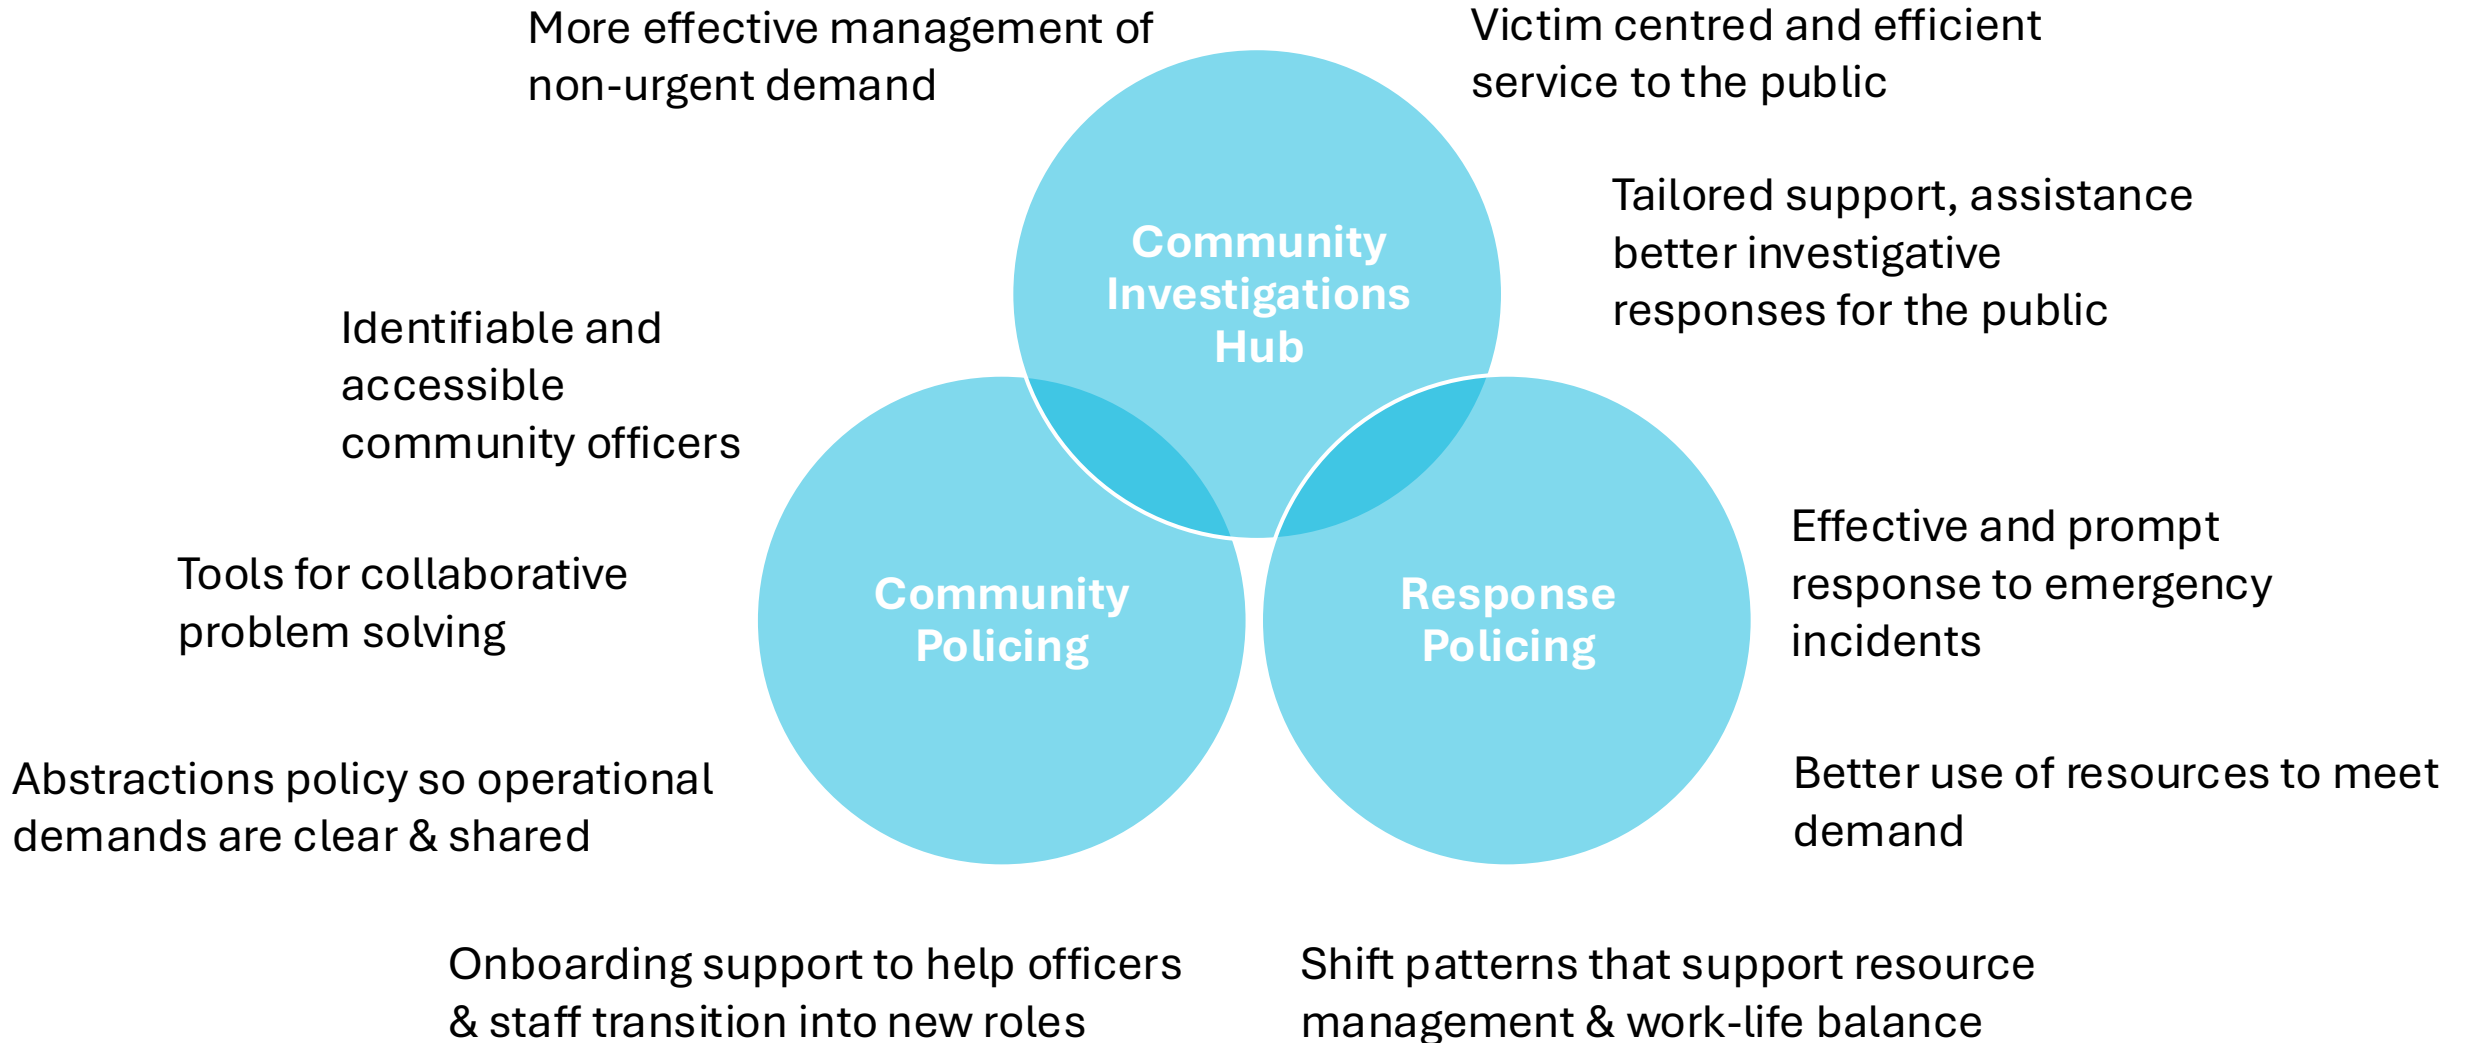 More effective management of
non-urgent demand
Victim centred and efficient
service to the public
Tailored support, assistance
better investigative
responses for the public
Community
Investigations
Hub
Identifiable and
accessible
community officers
Tools for collaborative
problem solving
Community
Policing
Response
Policing
Effective and prompt
response to emergency
incidents
Abstractions policy so operational
demands are clear & shared
Better use of resources to meet
demand
Onboarding support to help officers
& staff transition into new roles
Shift patterns that support resource
management & work-life balance